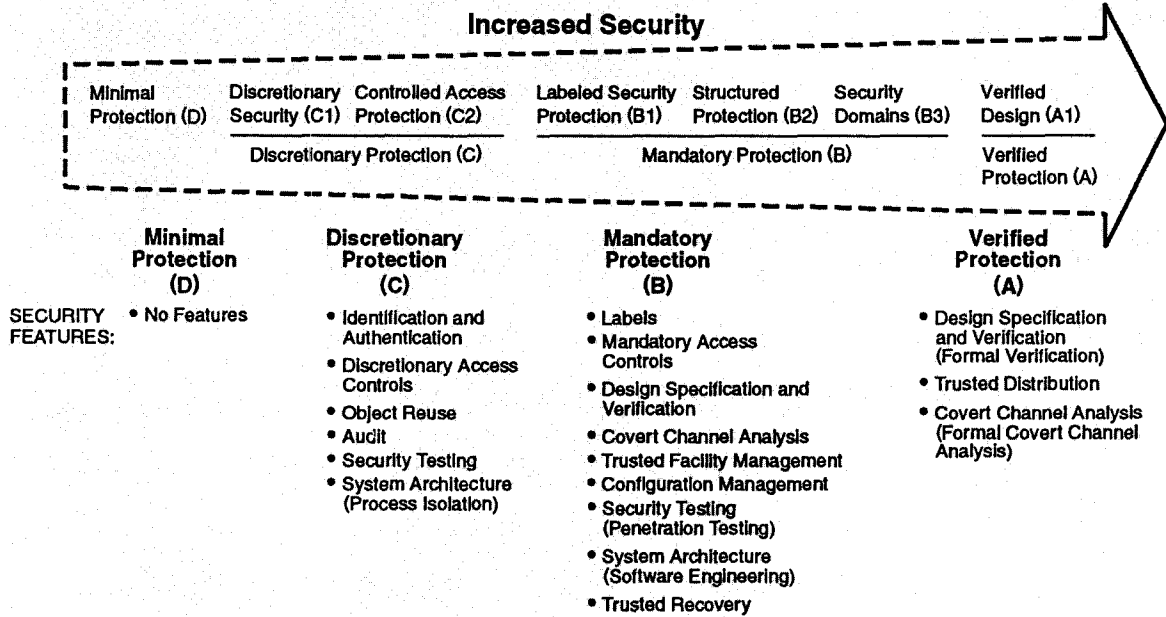 Increased Security
Minimal
Protection (D)
Discretionary
Security (C1)
Controlled Access
Protection (C2)
Discretionary Protection (C)
Labeled Security
Protection (B1)
Structured
Protection (B2)
Security
Domains (B3)
Mandatory Protection (B)
Verified
Design (A1)
Verified
Protection (A)
SECURITY
FEATURES:
Minimal
Protection
(D)
• No Features
Discretionary
Protection
(C)
• Identification and
Authentication
• Discretionary Access
Controls
• Object Reuse
• Audit
• Security Testing
• System Architecture
(Process Isolation)
Mandatory
Protection
(B)
• Labels
• Mandatory Access
Controls
• Design Specification and
Verification
• Covert Channel Analysis
• Trusted Facility Management
• Configuration Management
• Security Testing
(Penetration Testing)
• System Architecture
(Software Engineering)
• Trusted Recovery
Verified
Protection
(A)
• Design Specification
and Verification
(Formal Verification)
• Trusted Distribution
• Covert Channel Analysis
(Formal Covert Channel
Analysis)